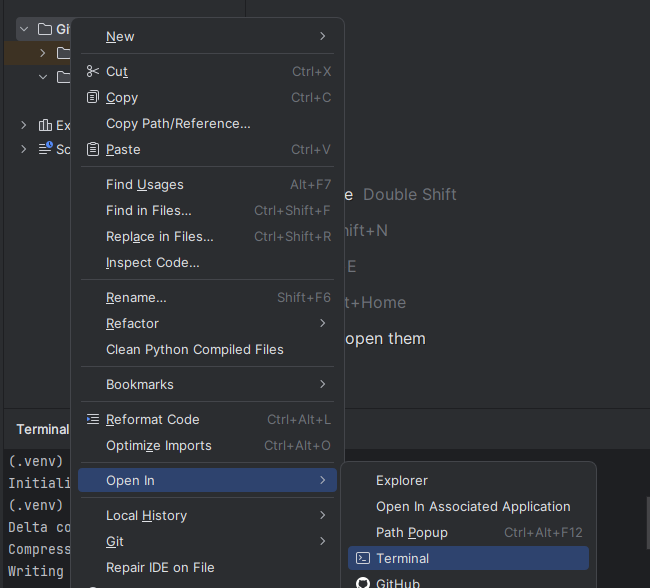 Gi
New
Cut Ctrl+X
Copy Ctrl+C
Ex
Copy Path/Reference...
Sc
Paste Ctrl+V
Find Usages Alt+F7
e Double Shift
Find in Files... Ctrl+Shift+F
hift+N
Replace in Files... Ctrl+Shift+R
Inspect Code...
E
Rename... Shift+F6
t+Home
Refactor
open them
Clean Python Compiled Files
Bookmarks
Reformat Code Ctrl+Alt+L
Terminal
Optimize Imports Ctrl+Alt+O
(.venv)
Open In
Explorer
Initiali
(.venv)
Open In Associated Application
Local History
Delta co
Path Popup Ctrl+Alt+F12
Git
Compress
Terminal
Repair IDE on File
Writing
GitHub